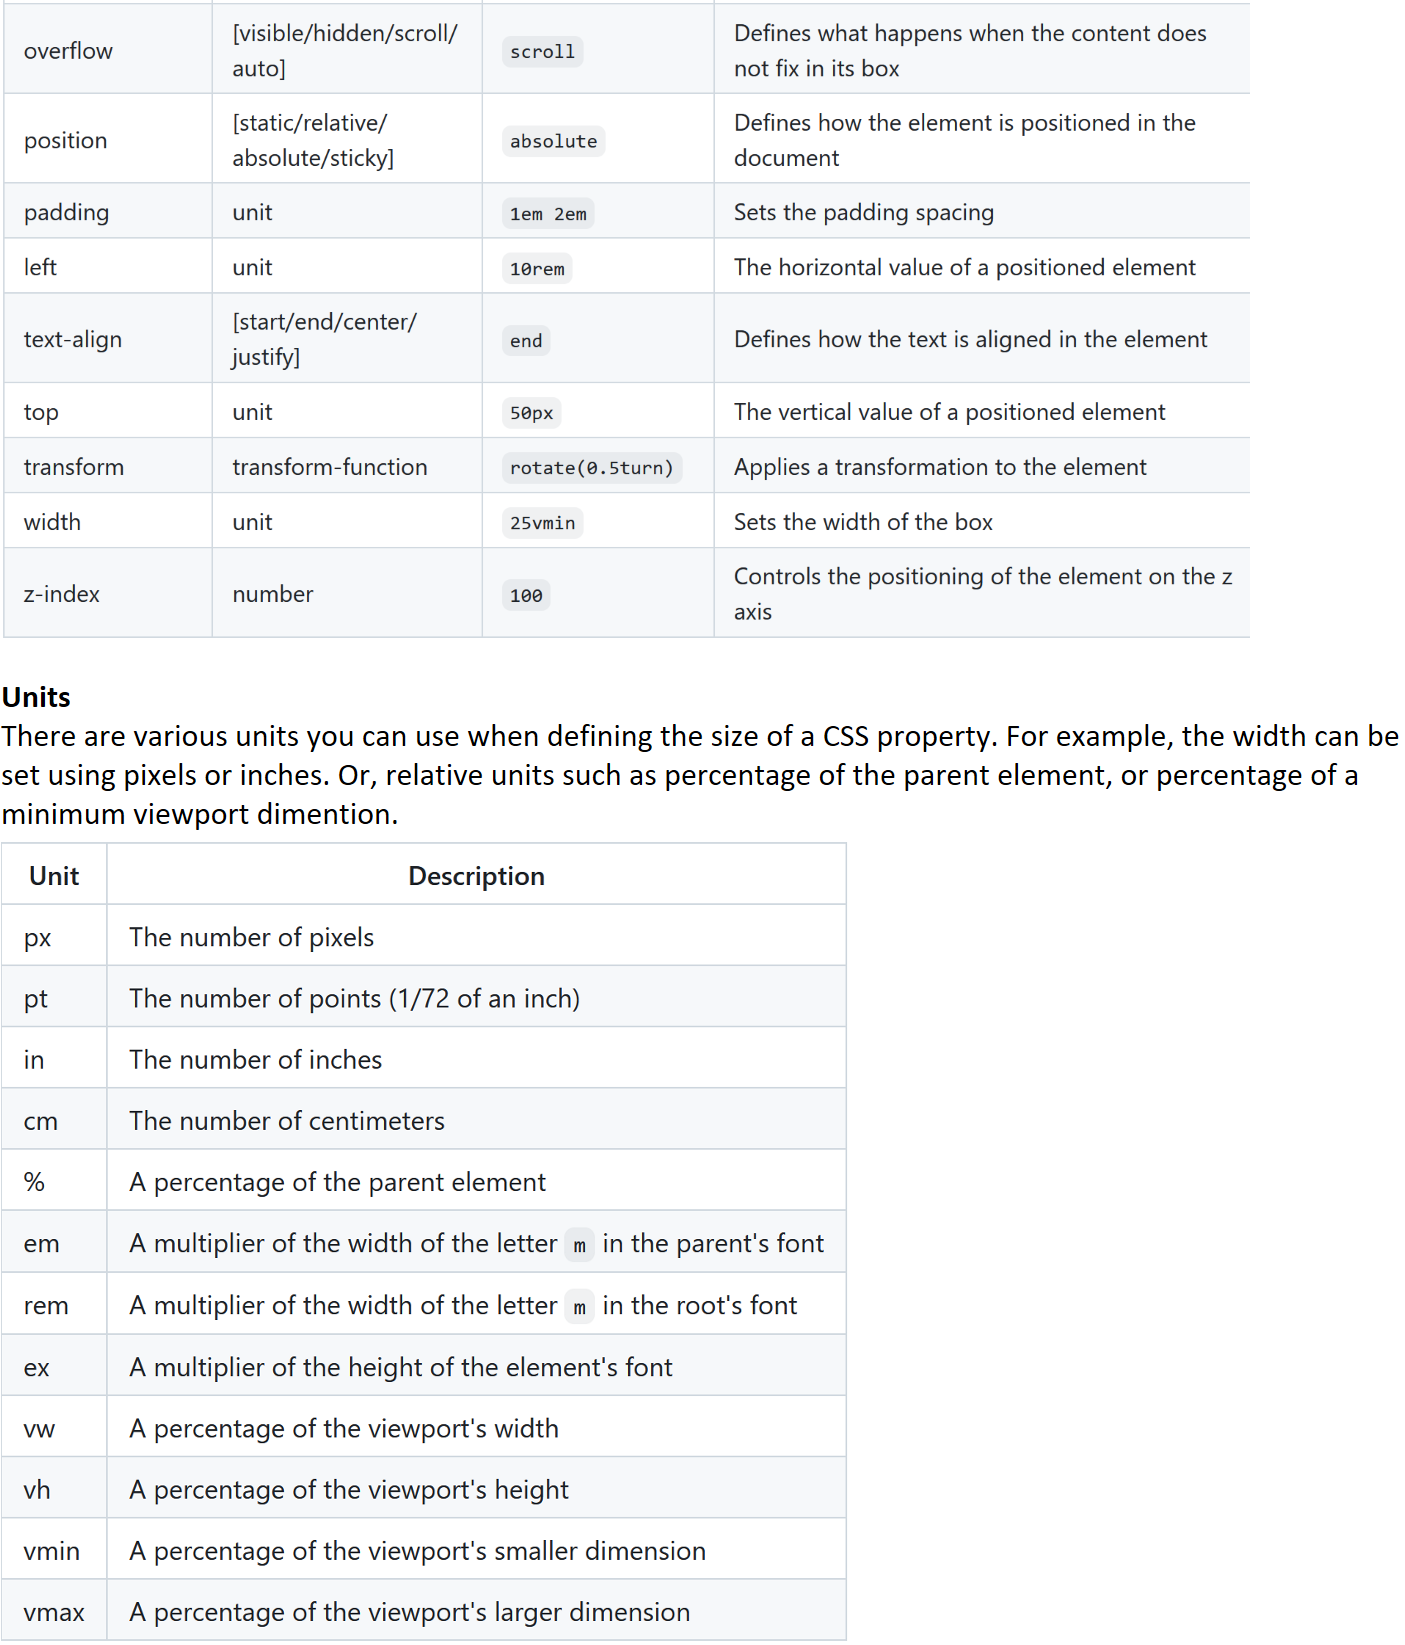 overflow [visible/hidden/scroll/ scroll Defines what happens when the content does
auto] not fix in its box
position [static/relative/ absolute Defines how the element is positioned in the
absolute/sticky] document
padding unit 1em 2em Sets the padding spacing
left unit 10rem The horizontal value of a positioned element
text-align [start/end/center/ end Defines how the text is aligned in the element
justify]
top unit 50px The vertical value of a positioned element
transform transform-function rotate(0.5turn) Applies a transformation to the element
width unit 25vmin Sets the width of the box
z-index number 100 Controls the positioning of the element on the z
axis
Units
There are various units you can use when defining the size of a CSS property. For example, the width can be
set using pixels or inches. Or, relative units such as percentage of the parent element, or percentage of a
minimum viewport dimention.
Unit Description
px The number of pixels
pt The number of points (1/72 of an inch)
in The number of inches
cm The number of centimeters
% A percentage of the parent element
em A multiplier of the width of the letter m in the parent's font
rem A multiplier of the width of the letter m in the root's font
ex A multiplier of the height of the element's font
vw A percentage of the viewport's width
vh A percentage of the viewport's height
vmin A percentage of the viewport's smaller dimension
vmax A percentage of the viewport's larger dimension